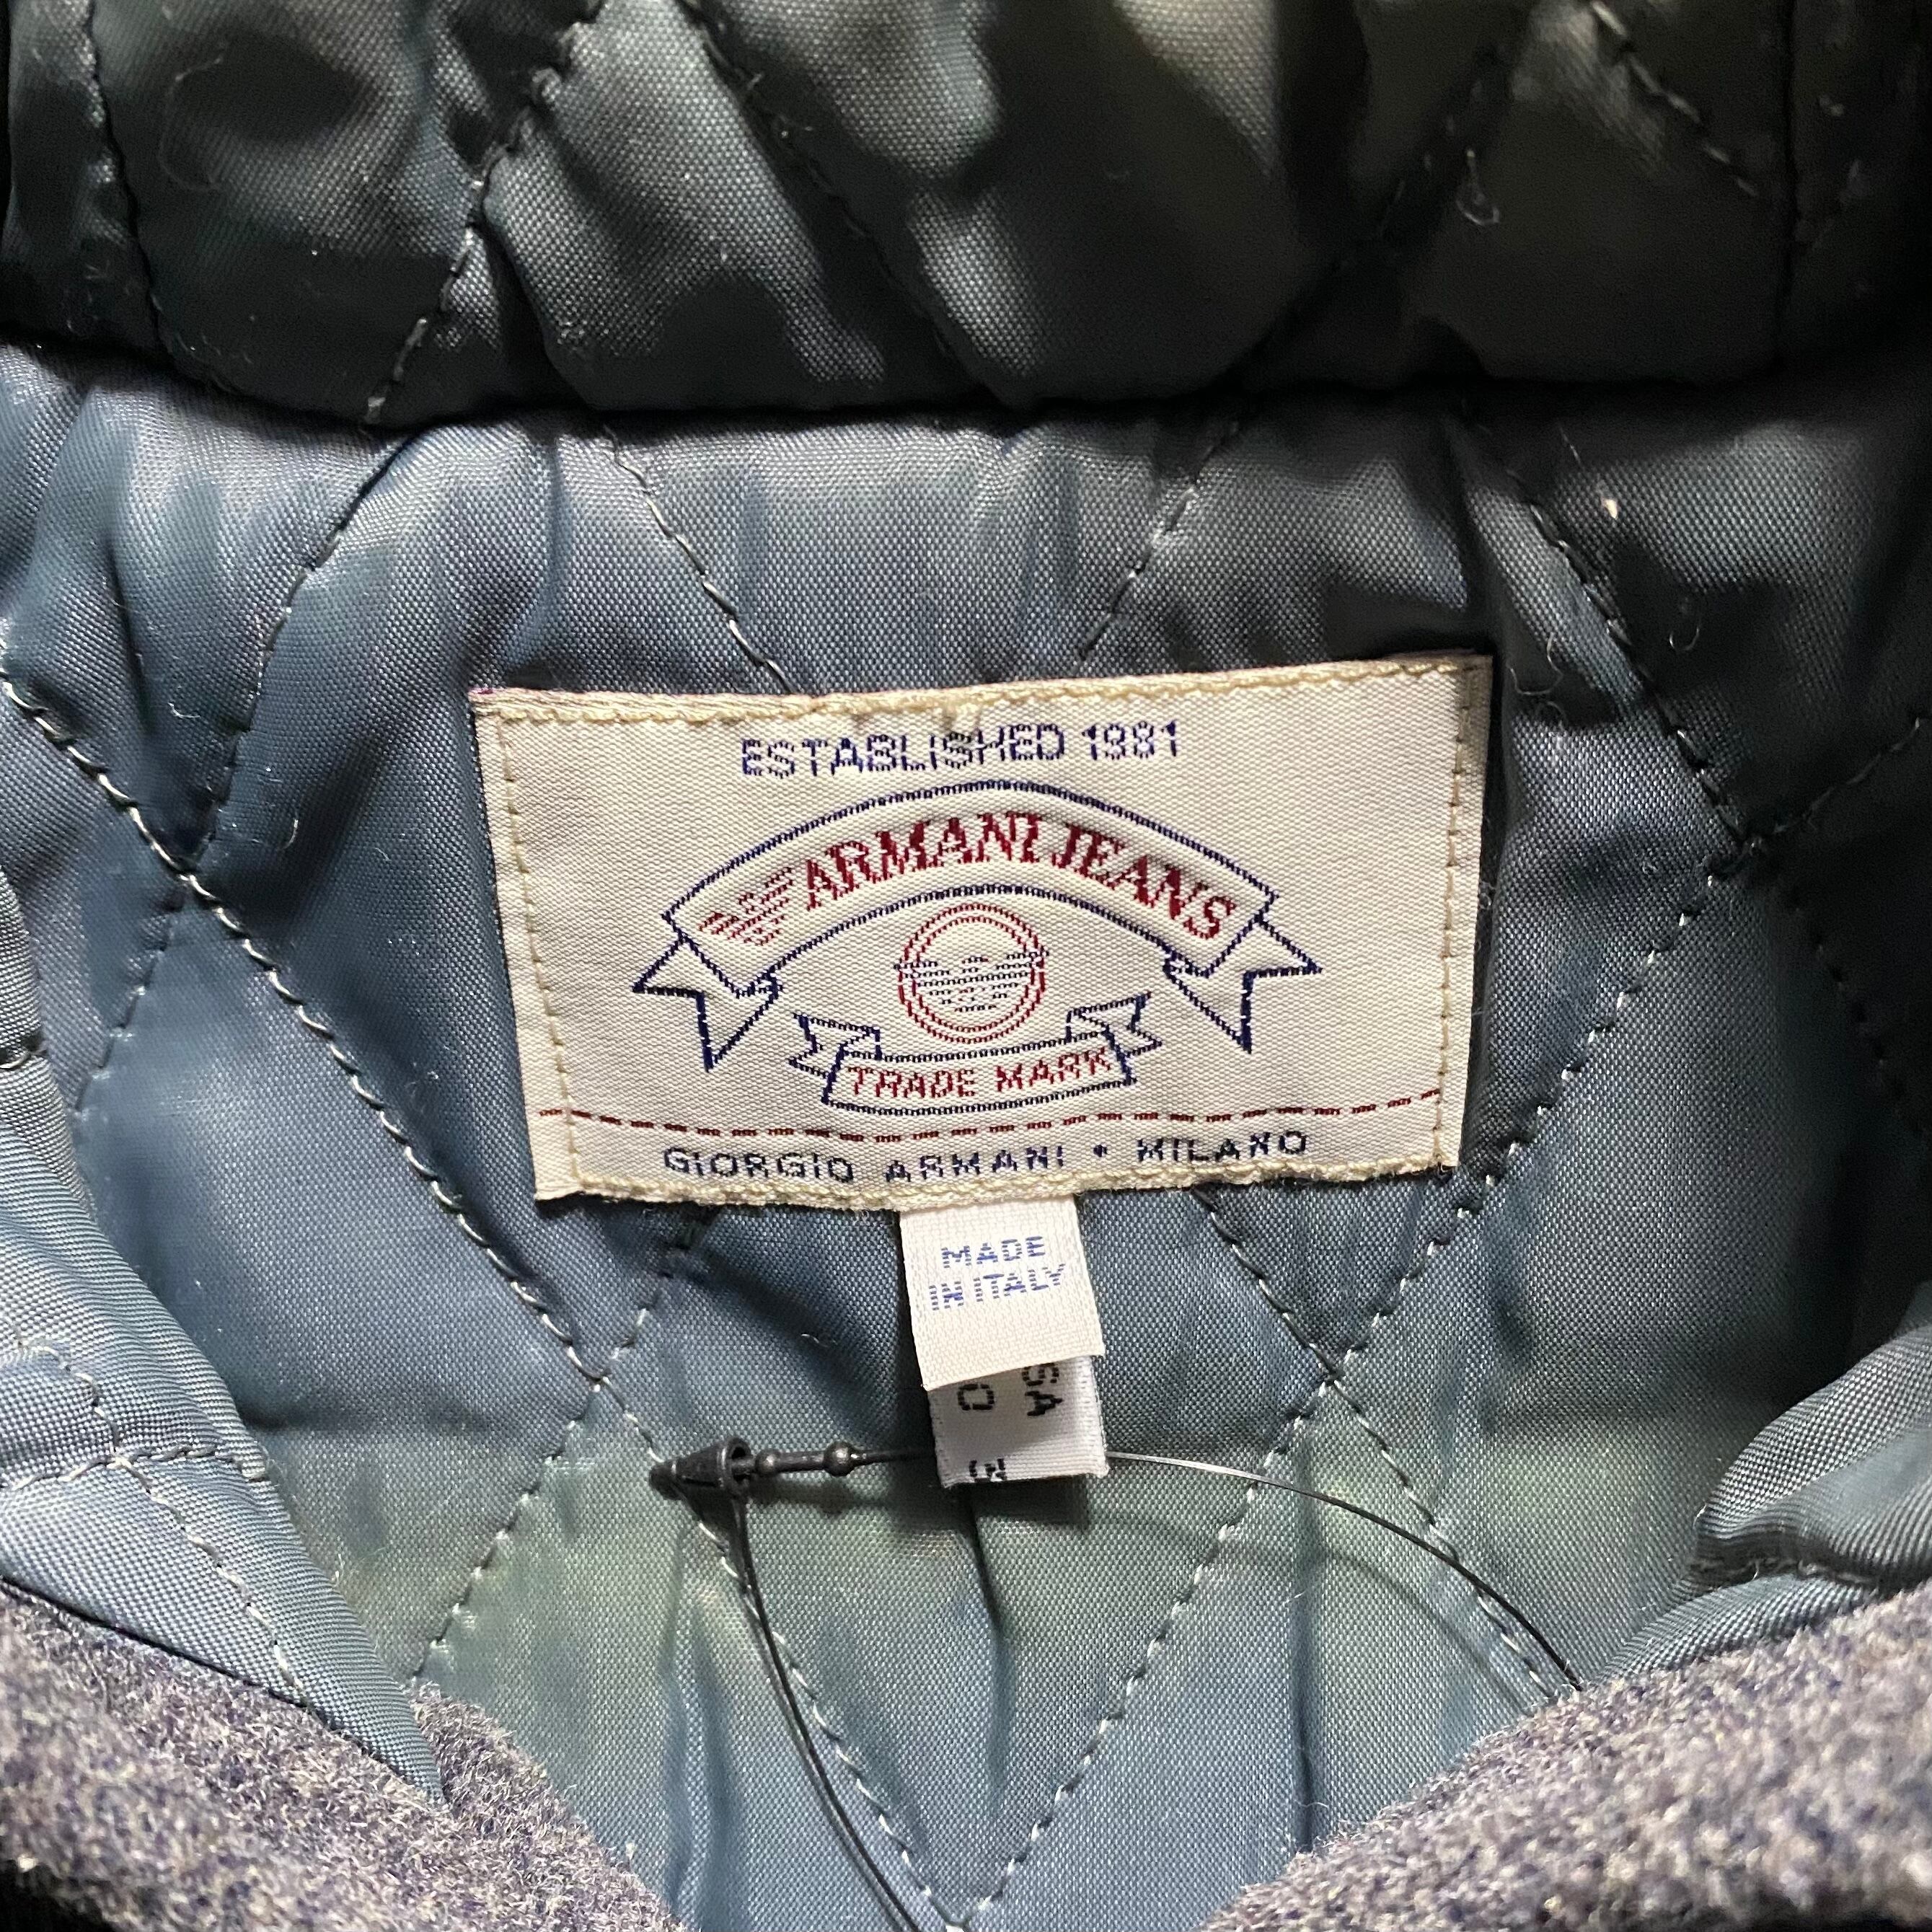 ESTABLISHED 1981
ARMANI JEANS
TRADE MARK
GIORGIO ARMANI • MILANO
MADE
IN ITALY